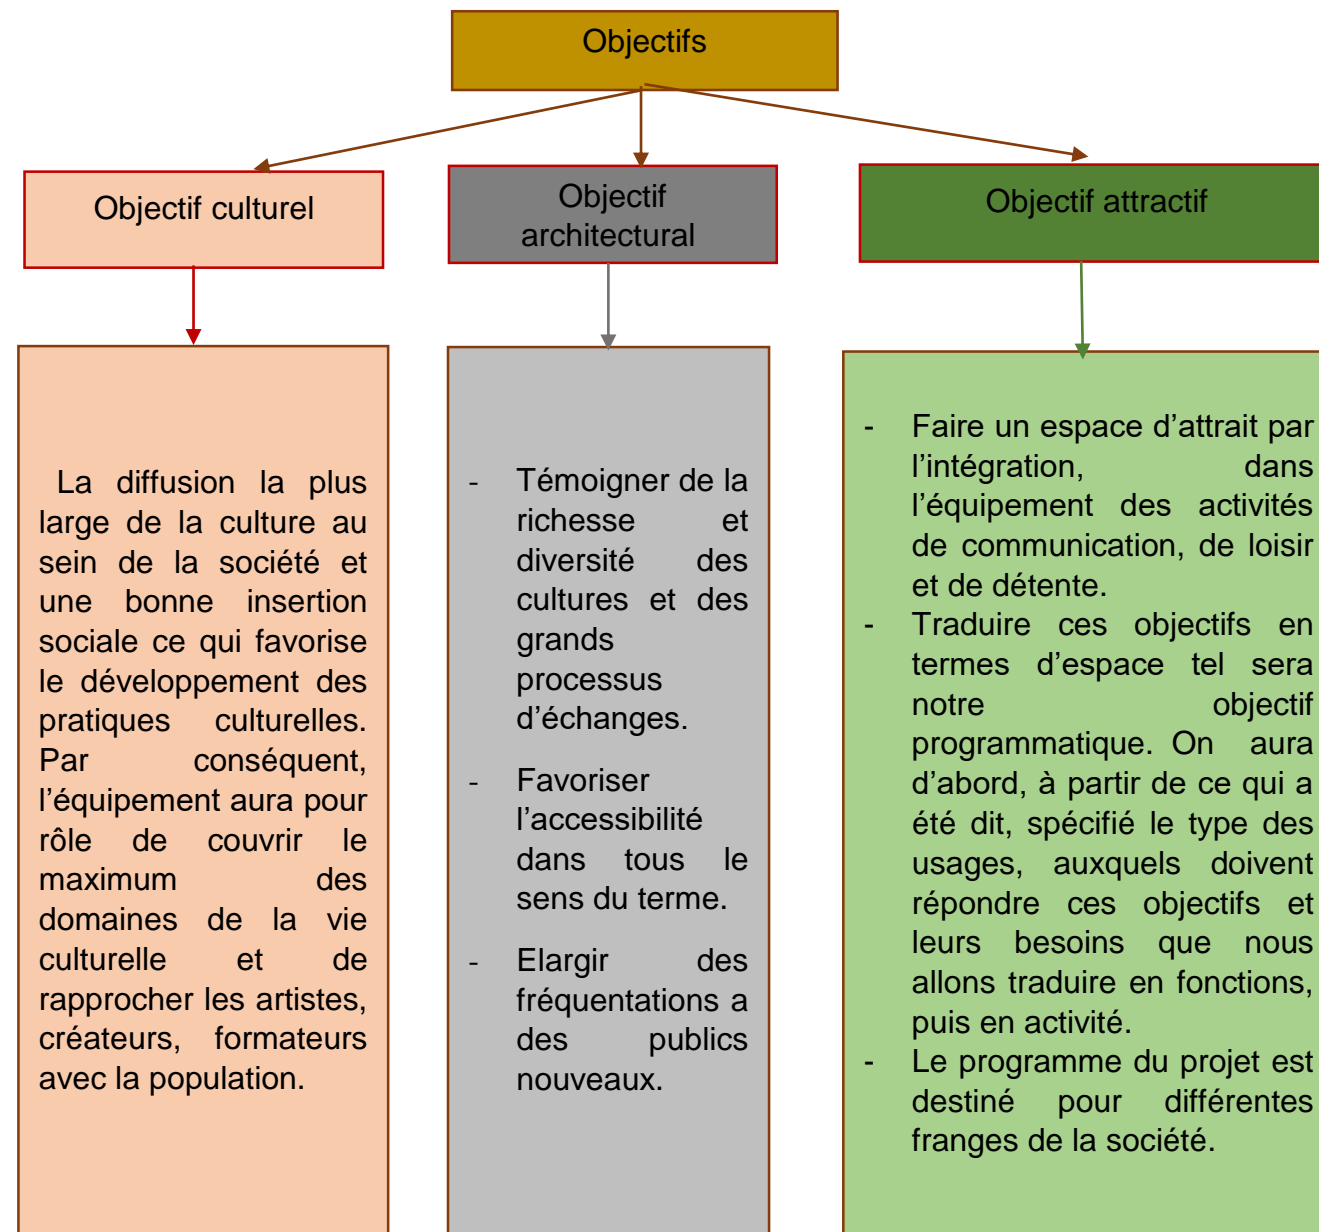 Objectifs
Objectif culturel
Objectif
architectural
Objectif attractif
La diffusion la plus
large de la culture au
sein de la société et
une bonne insertion
sociale ce qui favorise
le développement des
pratiques culturelles.
Par conséquent,
l’équipement aura pour
rôle de couvrir le
maximum des
domaines de la vie
culturelle et de
rapprocher les artistes,
créateurs, formateurs
avec la population.
- Témoigner de la
richesse et
diversité des
cultures et des
grands
processus
d’échanges.
- Favoriser
l’accessibilité
dans tous le
sens du terme.
- Elargir des
fréquentations a
des publics
nouveaux.
- Faire un espace d’attrait par
l’intégration, dans
l’équipement des activités
de communication, de loisir
et de détente.
- Traduire ces objectifs en
termes d’espace tel sera
notre objectif
programmatique. On aura
d’abord, à partir de ce qui a
été dit, spécifié le type des
usages, auxquels doivent
répondre ces objectifs et
leurs besoins que nous
allons traduire en fonctions,
puis en activité.
- Le programme du projet est
destiné pour différentes
franges de la société.